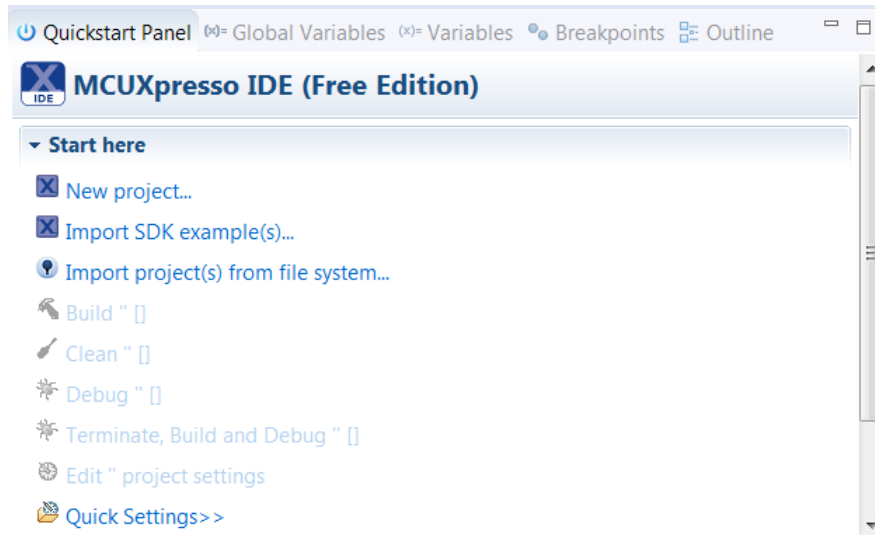 Quickstart Panel (x)= Global Variables (x)= Variables Breakpoints Outline
X IDE MCUXpresso IDE (Free Edition)
Start here
X New project...
X Import SDK example(s)...
Import project(s) from file system...
Build '' []
Clean '' []
Debug '' []
Terminate, Build and Debug '' []
Edit '' project settings
Quick Settings>>